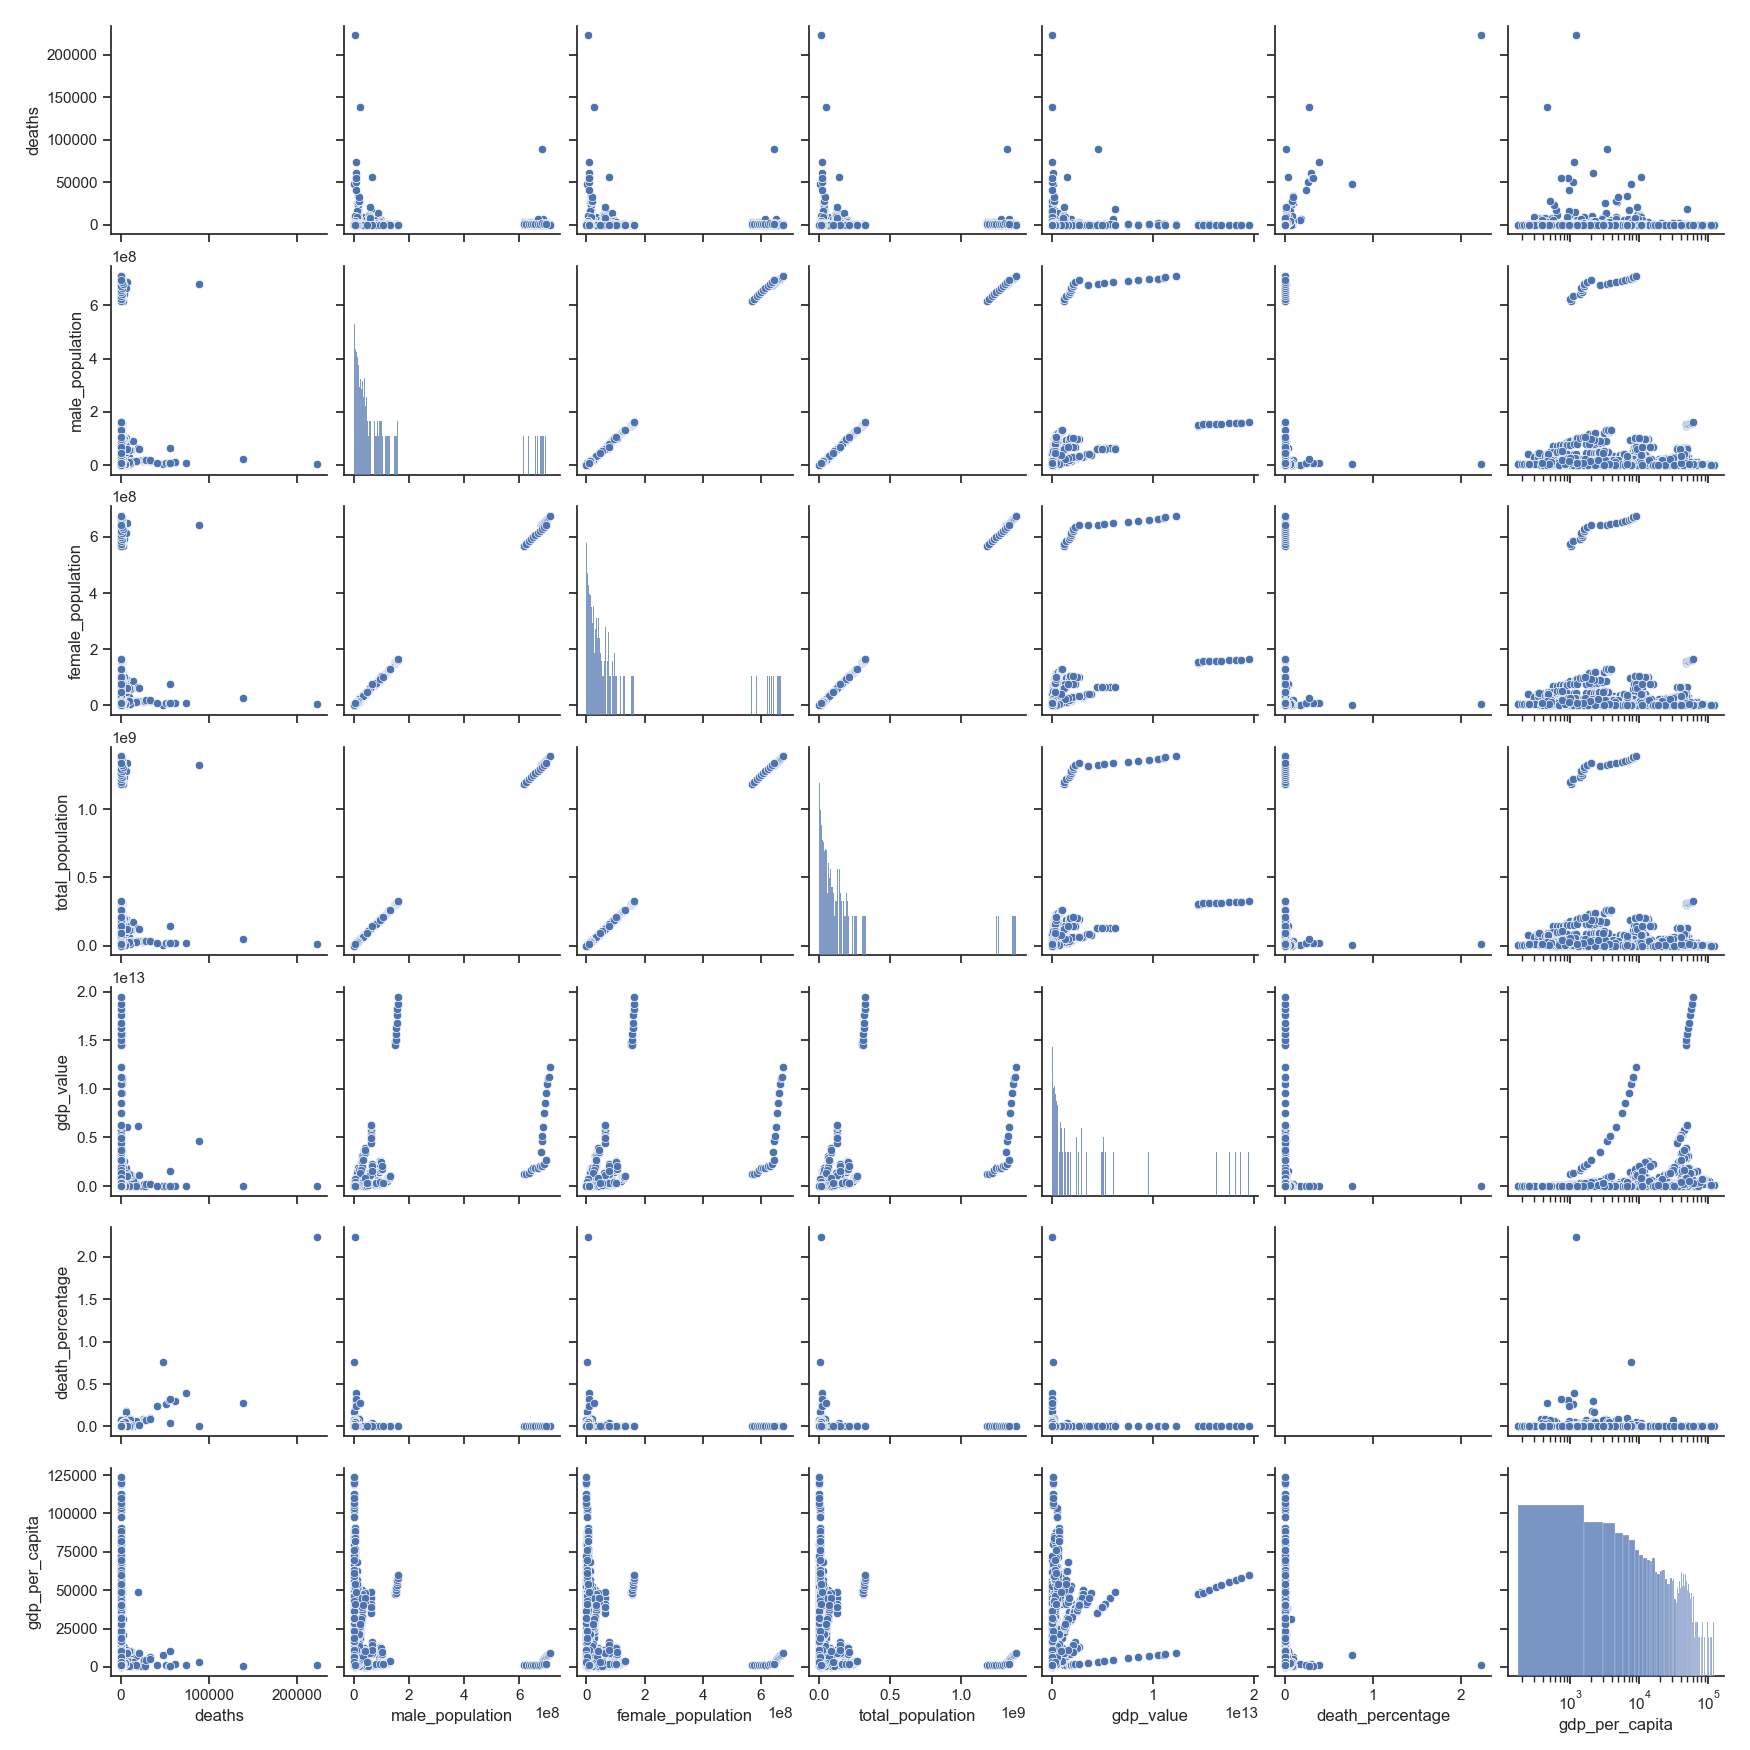 200000
150000
100000
50000
0
deaths
1e8
6
4
2
0
male_population
1e8
6
4
2
0
female_population
1e9
1.0
0.5
0.0
total_population
1e13
2.0
1.5
1.0
0.5
0.0
gdp_value
2.0
1.5
1.0
0.5
0.0
death_percentage
125000
100000
75000
50000
25000
0
gdp_per_capita
0 100000 200000
deaths
0 2 4 6
1e8
male_population
0 2 4 6
1e8
female_population
0.0 0.5 1.0
1e9
total_population
0 1 2
1e13
gdp_value
0 1 2
death_percentage
10³ 10⁴ 10⁵
gdp_per_capita